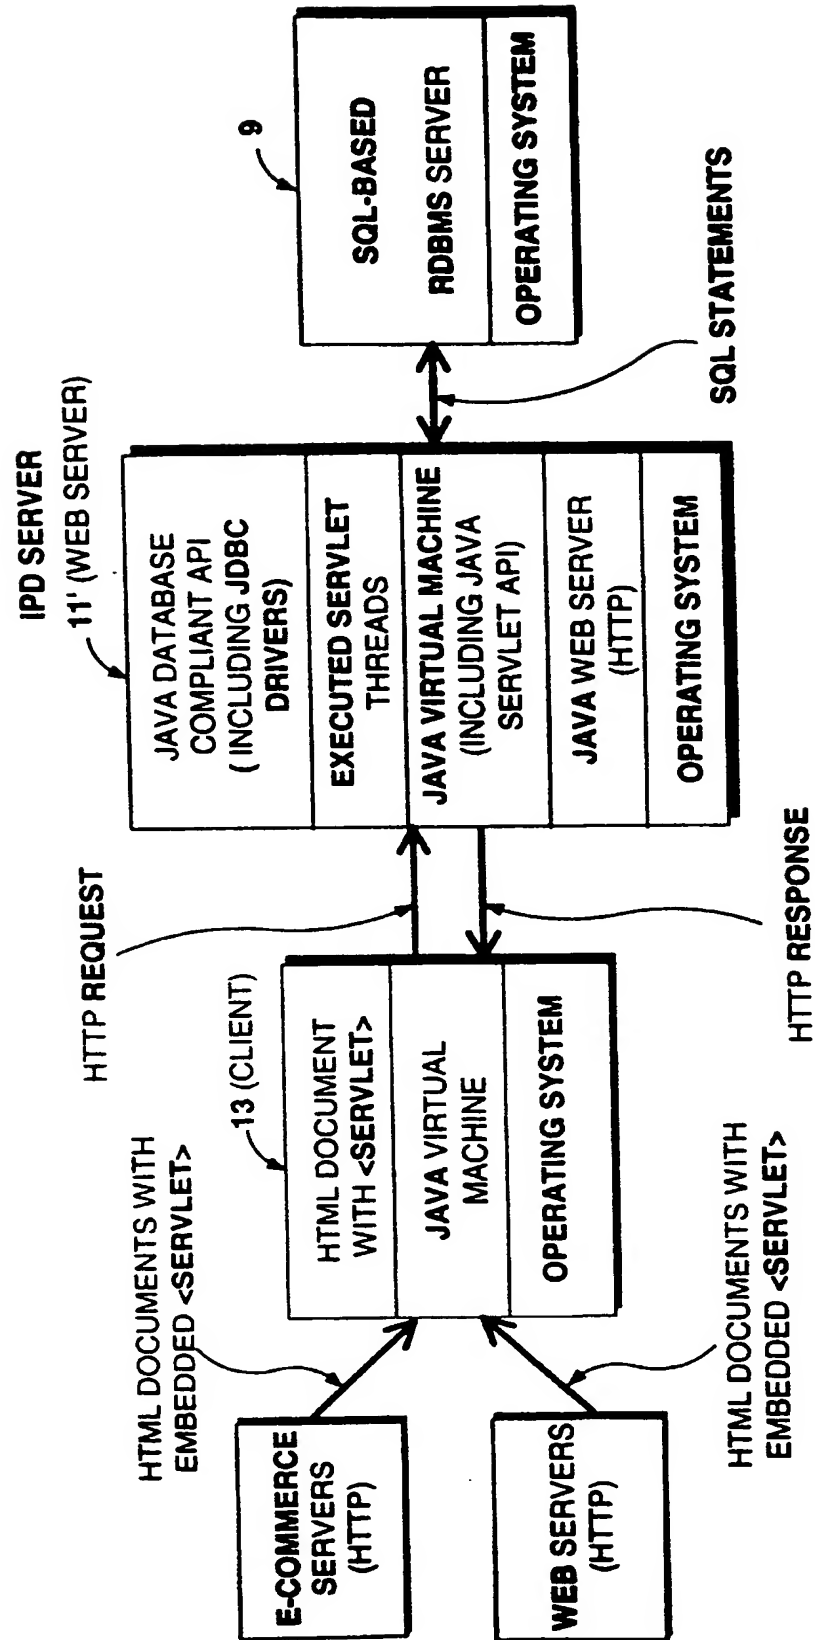 E-COMMERCE
SERVERS
(HTTP)
WEB SERVERS
(HTTP)
HTML DOCUMENTS WITH
EMBEDDED <SERVLET>
HTML DOCUMENTS WITH
EMBEDDED <SERVLET>
13 (CLIENT)
HTML DOCUMENT
WITH <SERVLET>
JAVA VIRTUAL
MACHINE
OPERATING SYSTEM
HTTP REQUEST
HTTP RESPONSE
IPD SERVER
11' (WEB SERVER)
JAVA DATABASE
COMPLIANT API
( INCLUDING JDBC
DRIVERS)
EXECUTED SERVLET
THREADS
JAVA VIRTUAL MACHINE
(INCLUDING JAVA
SERVLET API)
JAVA WEB SERVER
(HTTP)
OPERATING SYSTEM
SQL STATEMENTS
9
SQL-BASED
RDBMS SERVER
OPERATING SYSTEM